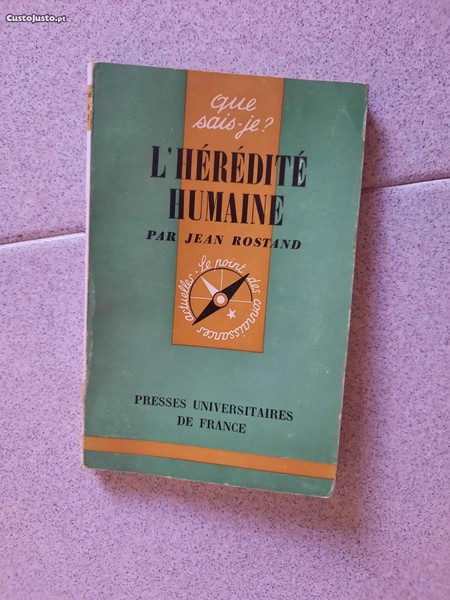 CustoJusto.pt
que
sais-je?
L'HÉRÉDITÉ
HUMAINE
PAR JEAN ROSTAND
Le point des connaissances actuelles
PRESSES UNIVERSITAIRES
DE FRANCE